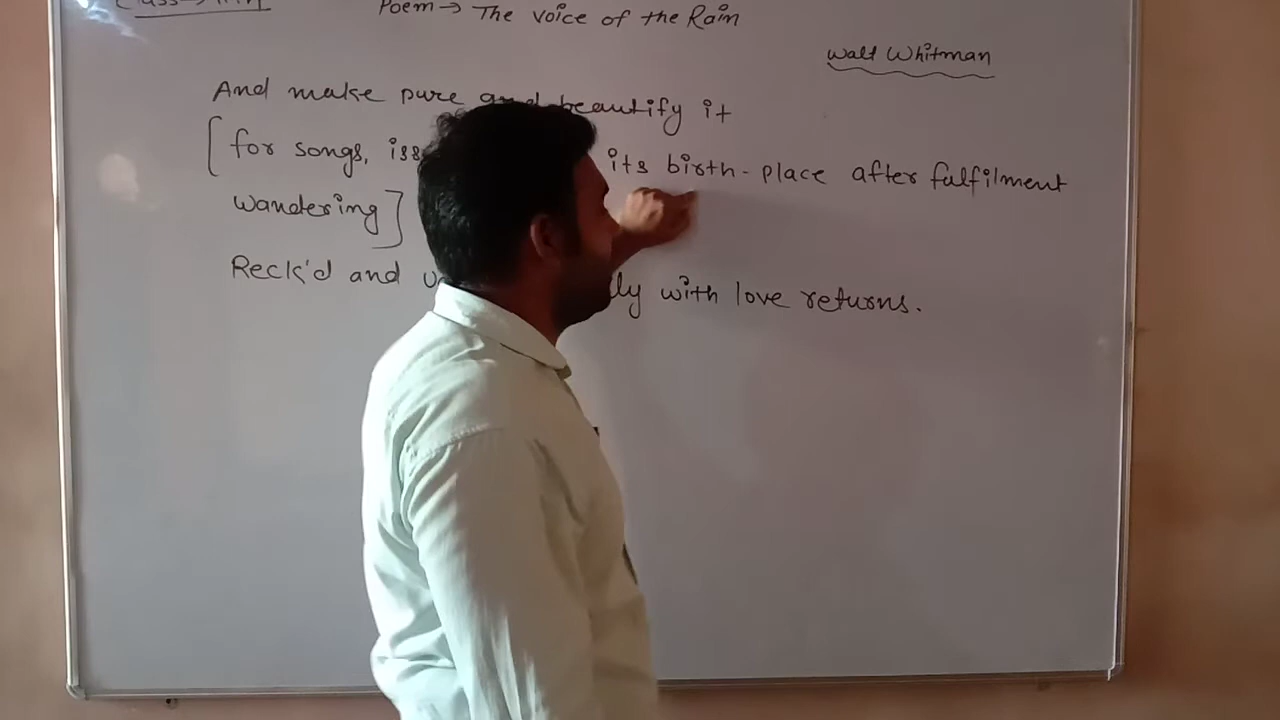 Poem → The voice of the Rain
Walt Whitman
And make pure and beautify it
[for songs, its birth-place after fulfilment
wandering]
Reck'd and with love returns.